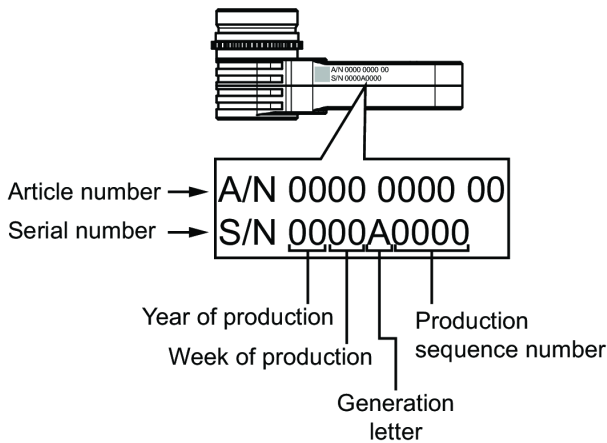 A/N 0000 0000 00
S/N 0000A0000
Article number
A/N 0000 0000 00
Serial number
S/N 0000A0000
Year of production
Week of production
Production
sequence number
Generation
letter